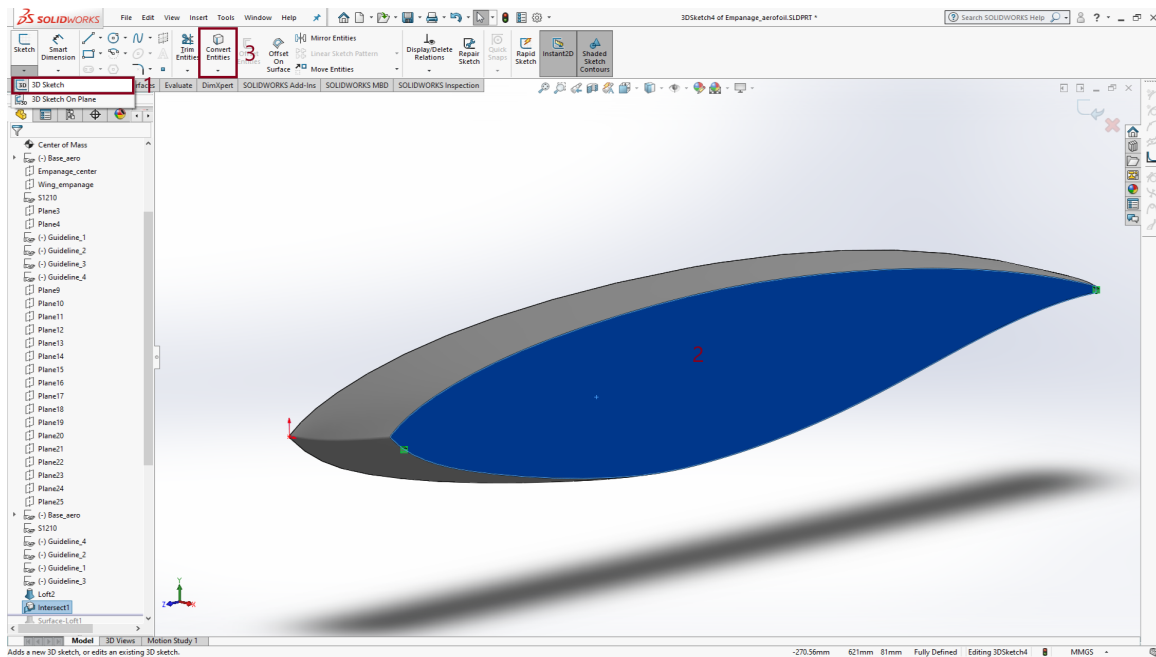 SOLIDWORKS File Edit View Insert Tools Window Help 3DSketch4 of Empanage_aerofoil.SLDPRT * Search SOLIDWORKS Help
Sketch
Smart Dimension
Trim Entities
Convert Entities
3
Offset Entities
Offset On Surface
Mirror Entities
Linear Sketch Pattern
Move Entities
Display/Delete Relations
Repair Sketch
Quick Snaps
Rapid Sketch
Instant2D
Shaded Sketch Contours
3D Sketch 1
3D Sketch On Plane
Evaluate DimXpert SOLIDWORKS Add-Ins SOLIDWORKS MBD SOLIDWORKS Inspection
Center of Mass
(-) Base_aero
Empanage_center
Wing_empanage
S1210
Plane3
Plane4
(-) Guideline_1
(-) Guideline_2
(-) Guideline_3
(-) Guideline_4
Plane9
Plane10
Plane11
Plane12
Plane13
Plane14
Plane15
Plane16
Plane17
Plane18
Plane19
Plane20
Plane21
Plane22
Plane23
Plane24
Plane25
(-) Base_aero
S1210
(-) Guideline_4
(-) Guideline_2
(-) Guideline_1
(-) Guideline_3
Loft2
Intersect1
Surface-Loft1
2
Y
Z X
Model 3D Views Motion Study 1
Adds a new 3D sketch, or edits an existing 3D sketch. -270.56mm 621mm 81mm Fully Defined Editing 3DSketch4 MMGS